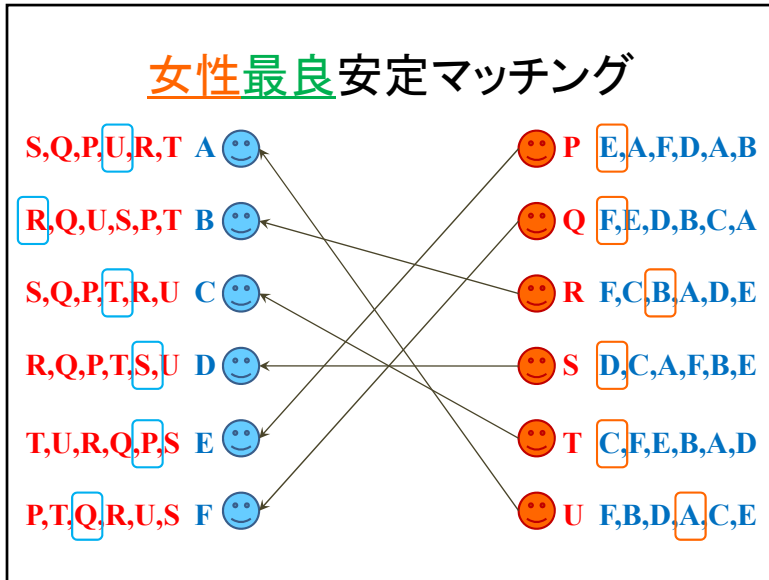 女性最良安定マッチング
S,Q,P,U,R,T A
P E,A,F,D,A,B
R,Q,U,S,P,T B
Q F,E,D,B,C,A
S,Q,P,T,R,U C
R F,C,B,A,D,E
R,Q,P,T,S,U D
S D,C,A,F,B,E
T,U,R,Q,P,S E
T C,F,E,B,A,D
P,T,Q,R,U,S F
U F,B,D,A,C,E